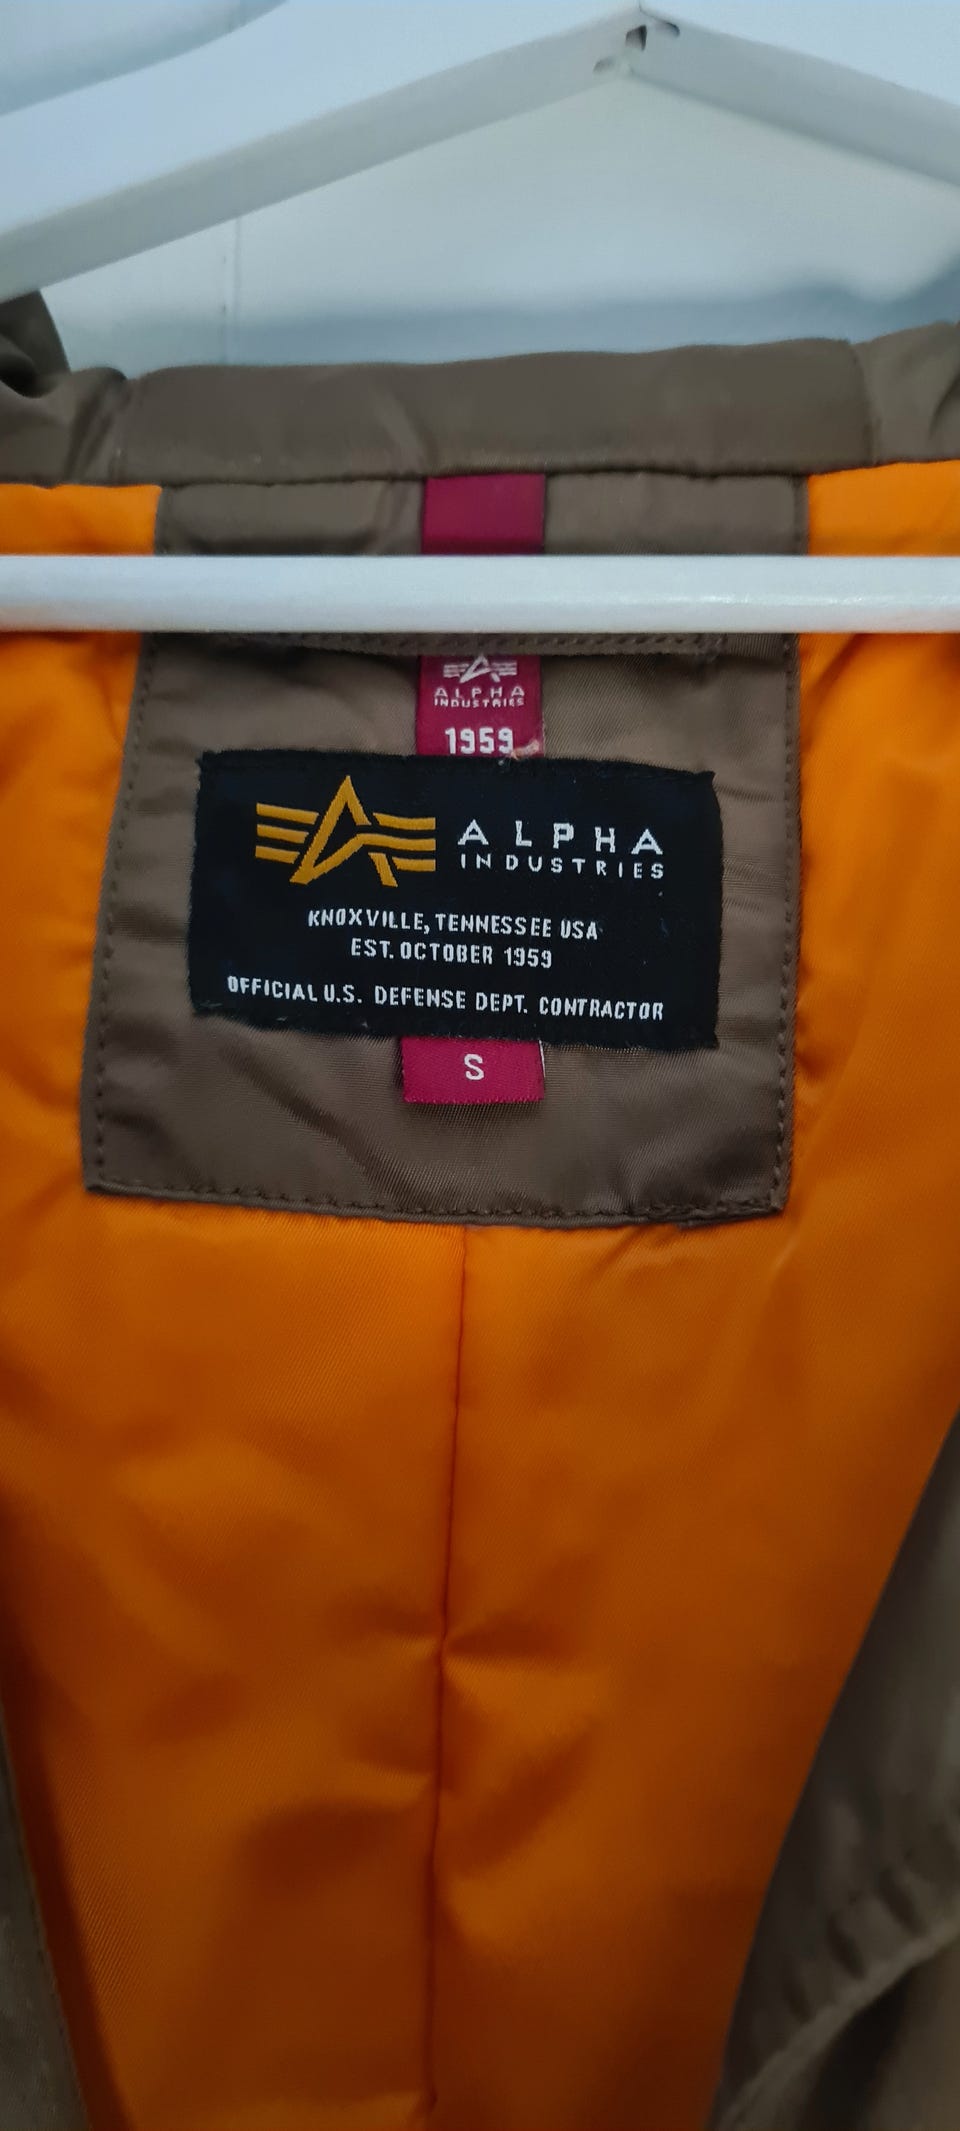 ALPHA
INDUSTRIES
1959
ALPHA
INDUSTRIES
KNOXVILLE, TENNESSEE USA
EST. OCTOBER 1959
OFFICIAL U.S. DEFENSE DEPT. CONTRACTOR
S